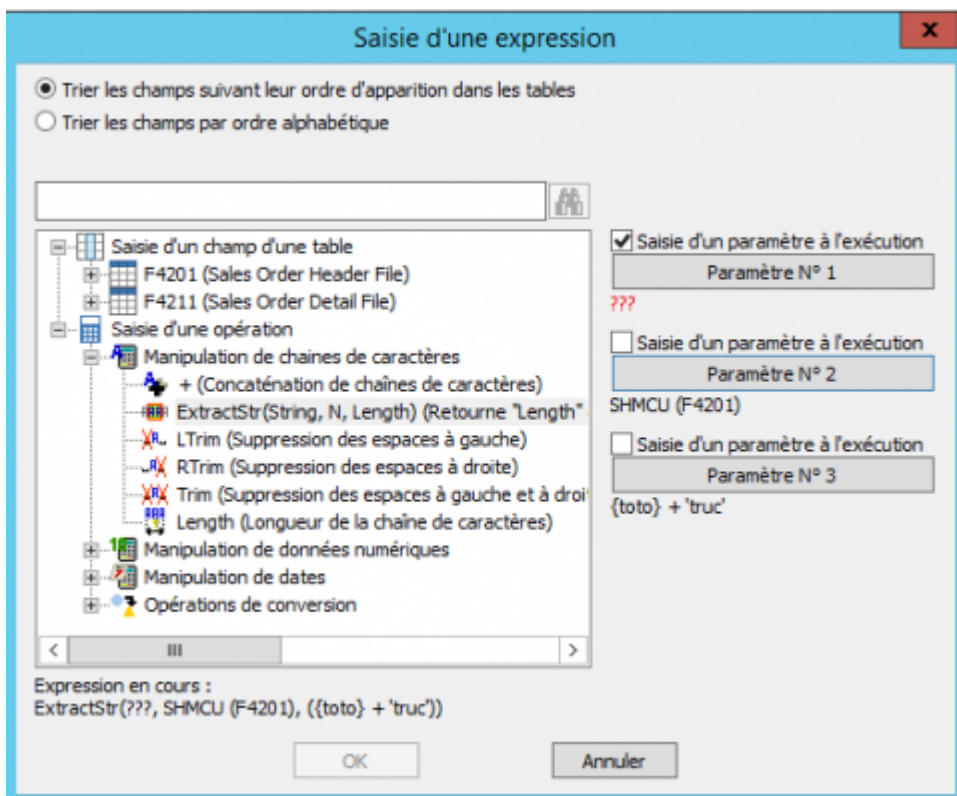 Saisie d'une expression
x
Trier les champs suivant leur ordre d'apparition dans les tables
Trier les champs par ordre alphabétique
Saisie d'un champ d'une table
F4201 (Sales Order Header File)
F4211 (Sales Order Detail File)
Saisie d'une opération
Manipulation de chaines de caractères
+ (Concaténation de chaînes de caractères)
ExtractStr(String, N, Length) (Retourne "Length"
LTrim (Suppression des espaces à gauche)
RTrim (Suppression des espaces à droite)
Trim (Suppression des espaces à gauche et à droi
Length (Longueur de la chaîne de caractères)
Manipulation de données numériques
Manipulation de dates
Opérations de conversion
Saisie d'un paramètre à l'exécution
Paramètre N° 1
???
Saisie d'un paramètre à l'exécution
Paramètre N° 2
SHMCU (F4201)
Saisie d'un paramètre à l'exécution
Paramètre N° 3
{toto} + 'truc'
Expression en cours :
ExtractStr(???, SHMCU (F4201), ({toto} + 'truc'))
OK
Annuler